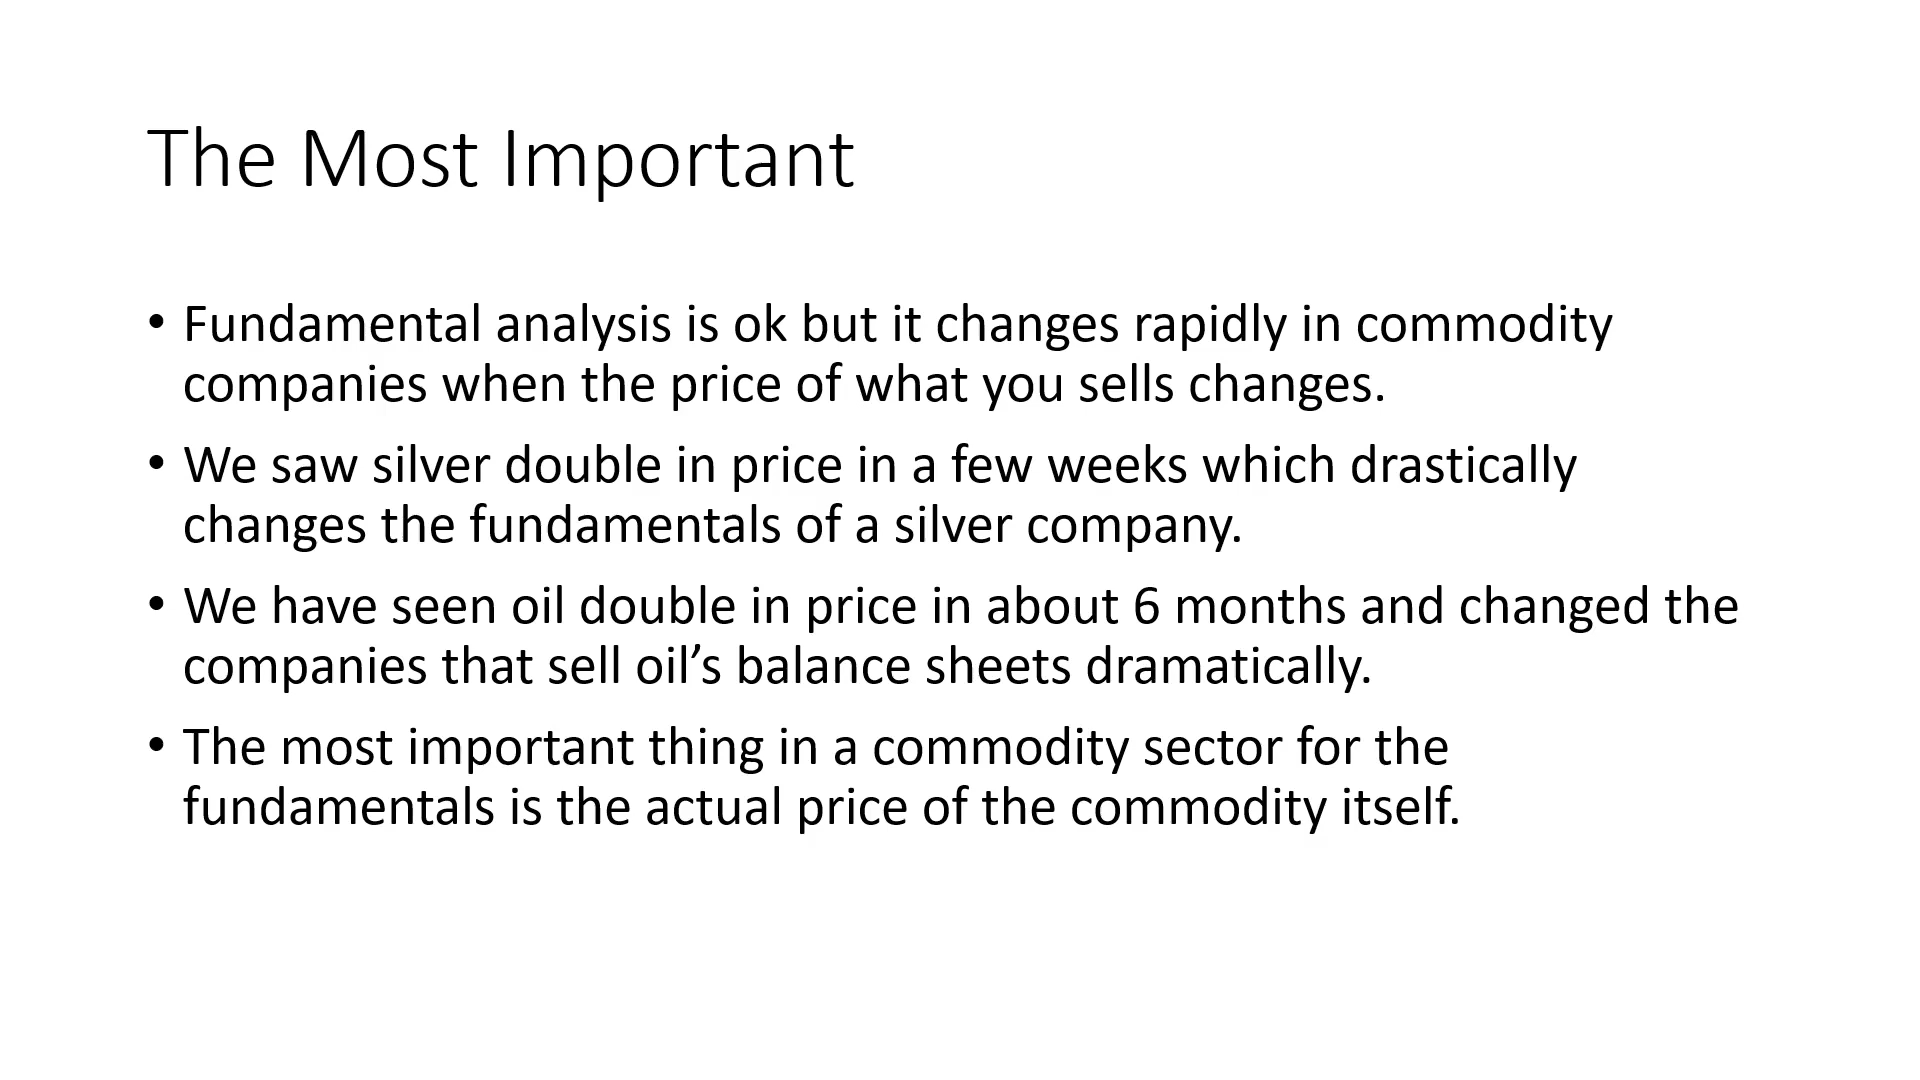 The Most Important
• Fundamental analysis is ok but it changes rapidly in commodity
companies when the price of what you sells changes.
• We saw silver double in price in a few weeks which drastically
changes the fundamentals of a silver company.
• We have seen oil double in price in about 6 months and changed the
companies that sell oil’s balance sheets dramatically.
• The most important thing in a commodity sector for the
fundamentals is the actual price of the commodity itself.